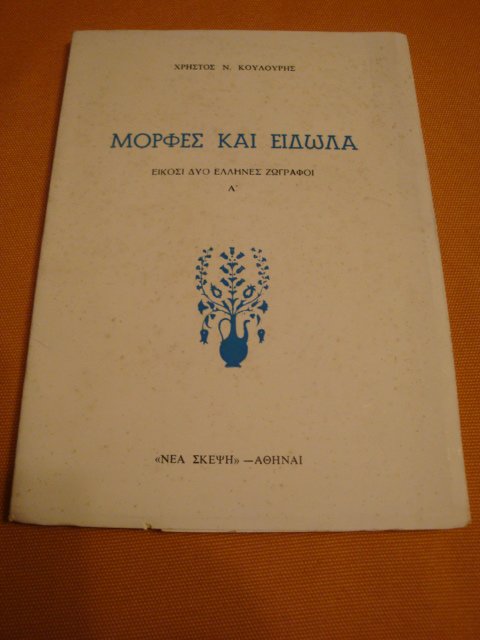 ΧΡΗΣΤΟΣ Ν. ΚΟΥΛΟΥΡΗΣ
ΜΟΡΦΕΣ ΚΑΙ ΕΙΔΩΛΑ
ΕΙΚΟΣΙ ΔΥΟ ΕΛΛΗΝΕΣ ΖΩΓΡΑΦΟΙ
Α΄
«ΝΕΑ ΣΚΕΨΗ» — ΑΘΗΝΑΙ